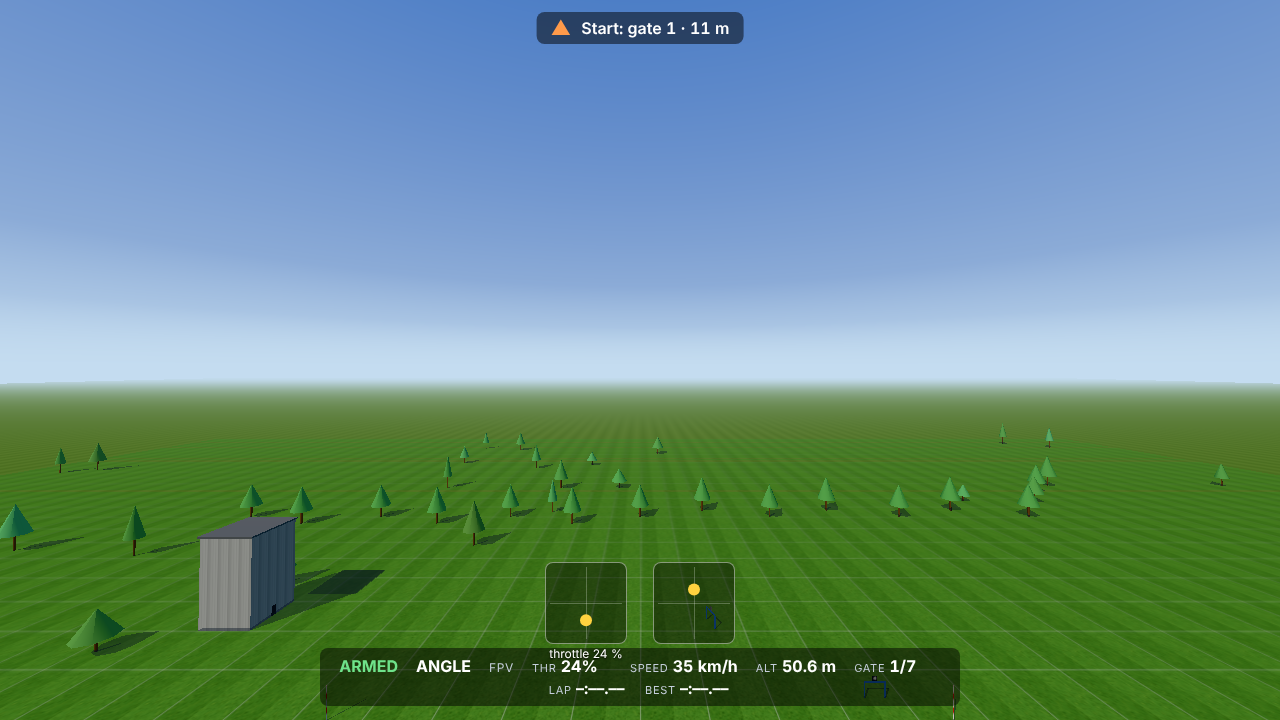 Start: gate 1 · 11 m
throttle 24 %
ARMED ANGLE FPV THR 24% SPEED 35 km/h ALT 50.6 m GATE 1/7
LAP –:––.–– BEST –:––.––